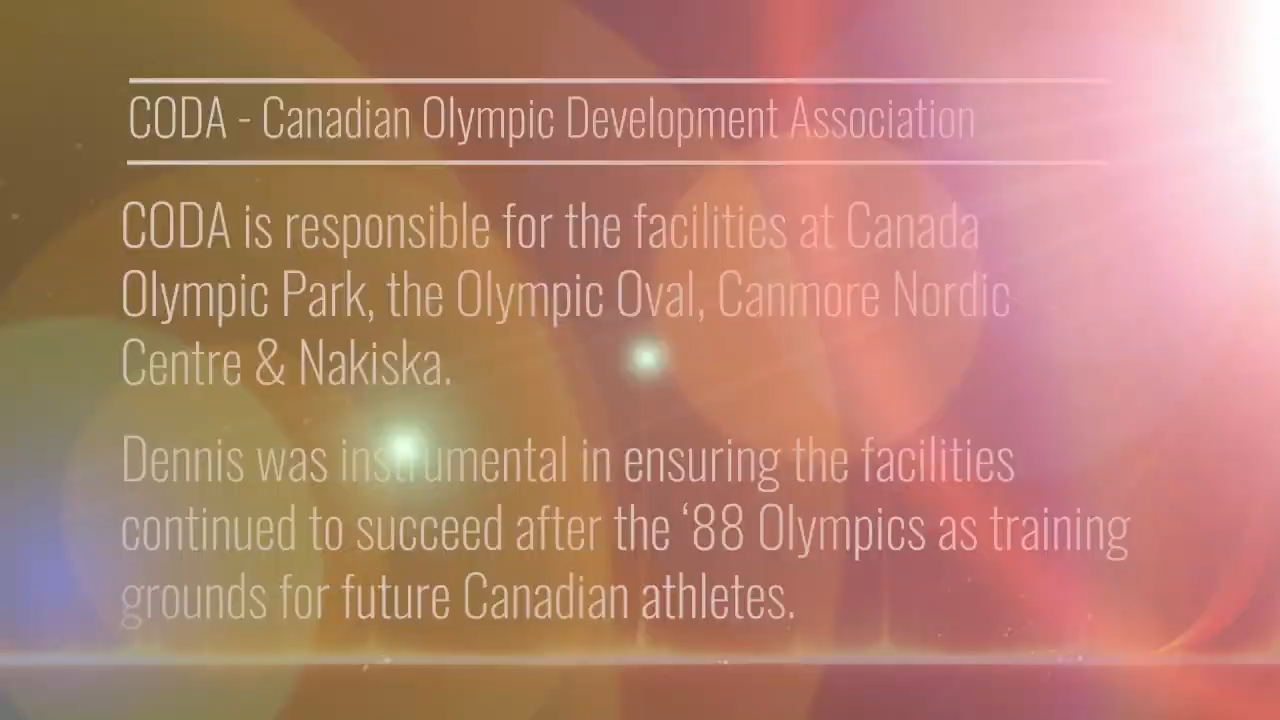 CODA - Canadian Olympic Development Association
CODA is responsible for the facilities at Canada
Olympic Park, the Olympic Oval, Canmore Nordic
Centre & Nakiska.
Dennis was instrumental in ensuring the facilities
continued to succeed after the ‘88 Olympics as training
grounds for future Canadian athletes.